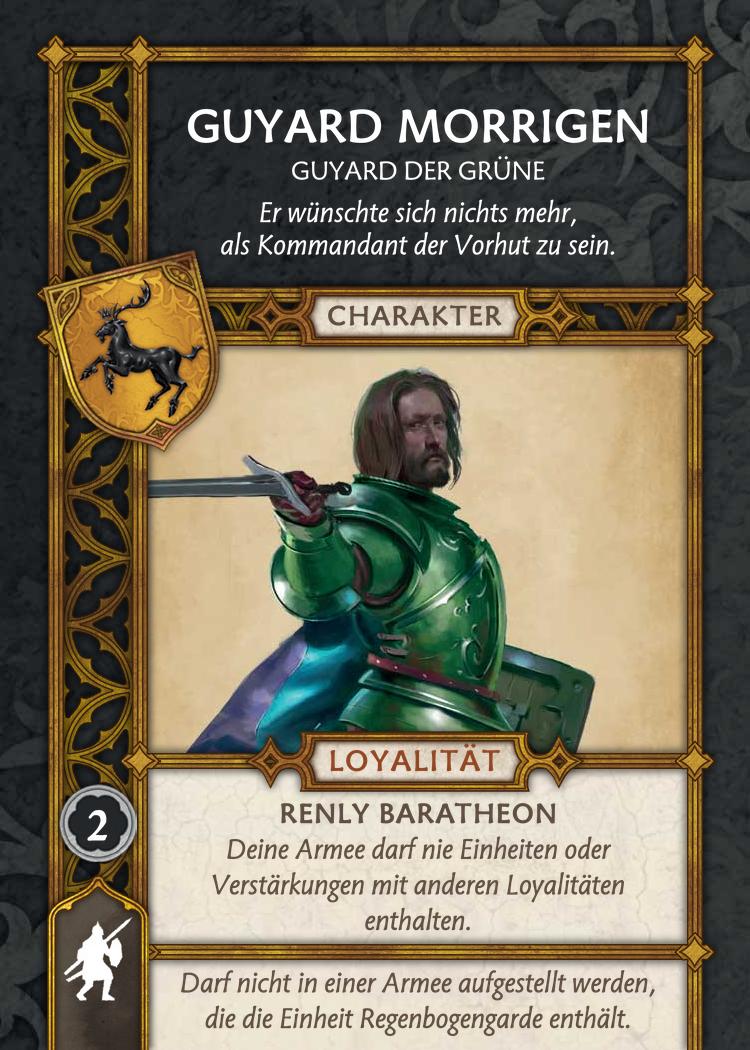 GUYARD MORRIGEN
GUYARD DER GRÜNE
Er wünschte sich nichts mehr,
als Kommandant der Vorhut zu sein.
CHARAKTER
LOYALITÄT
2
RENLY BARATHEON
Deine Armee darf nie Einheiten oder
Verstärkungen mit anderen Loyalitäten
enthalten.
Darf nicht in einer Armee aufgestellt werden,
die die Einheit Regenbogengarde enthält.